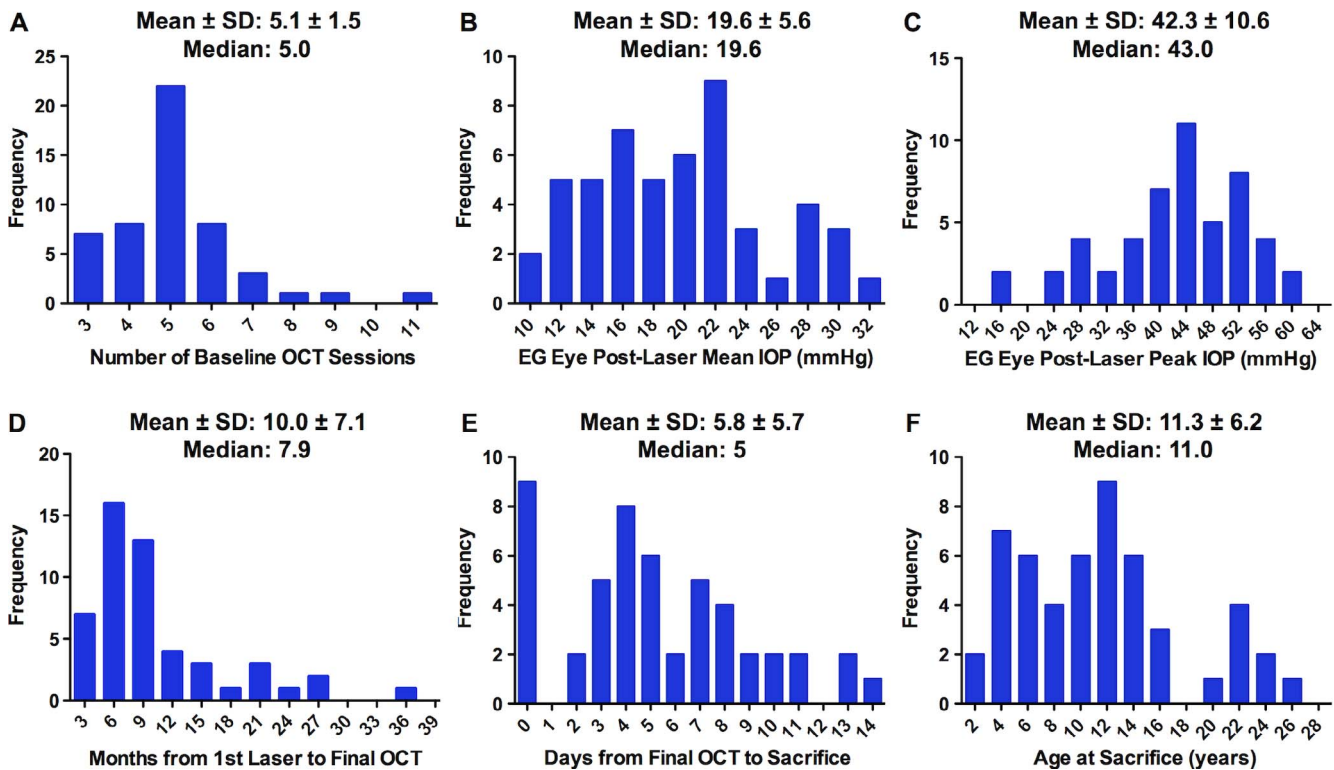 A
Mean ± SD: 5.1 ± 1.5
Median: 5.0
25
20
15
10
5
0
Frequency
3 4 5 6 7 8 9 10 11
Number of Baseline OCT Sessions
B
Mean ± SD: 19.6 ± 5.6
Median: 19.6
10
8
6
4
2
0
Frequency
10 12 14 16 18 20 22 24 26 28 30 32
EG Eye Post-Laser Mean IOP (mmHg)
C
Mean ± SD: 42.3 ± 10.6
Median: 43.0
15
10
5
0
Frequency
12 16 20 24 28 32 36 40 44 48 52 56 60 64
EG Eye Post-Laser Peak IOP (mmHg)
D
Mean ± SD: 10.0 ± 7.1
Median: 7.9
20
15
10
5
0
Frequency
3 6 9 12 15 18 21 24 27 30 33 36 39
Months from 1st Laser to Final OCT
E
Mean ± SD: 5.8 ± 5.7
Median: 5
10
8
6
4
2
0
Frequency
0 1 2 3 4 5 6 7 8 9 10 11 12 13 14
Days from Final OCT to Sacrifice
F
Mean ± SD: 11.3 ± 6.2
Median: 11.0
10
8
6
4
2
0
Frequency
2 4 6 8 10 12 14 16 18 20 22 24 26 28
Age at Sacrifice (years)